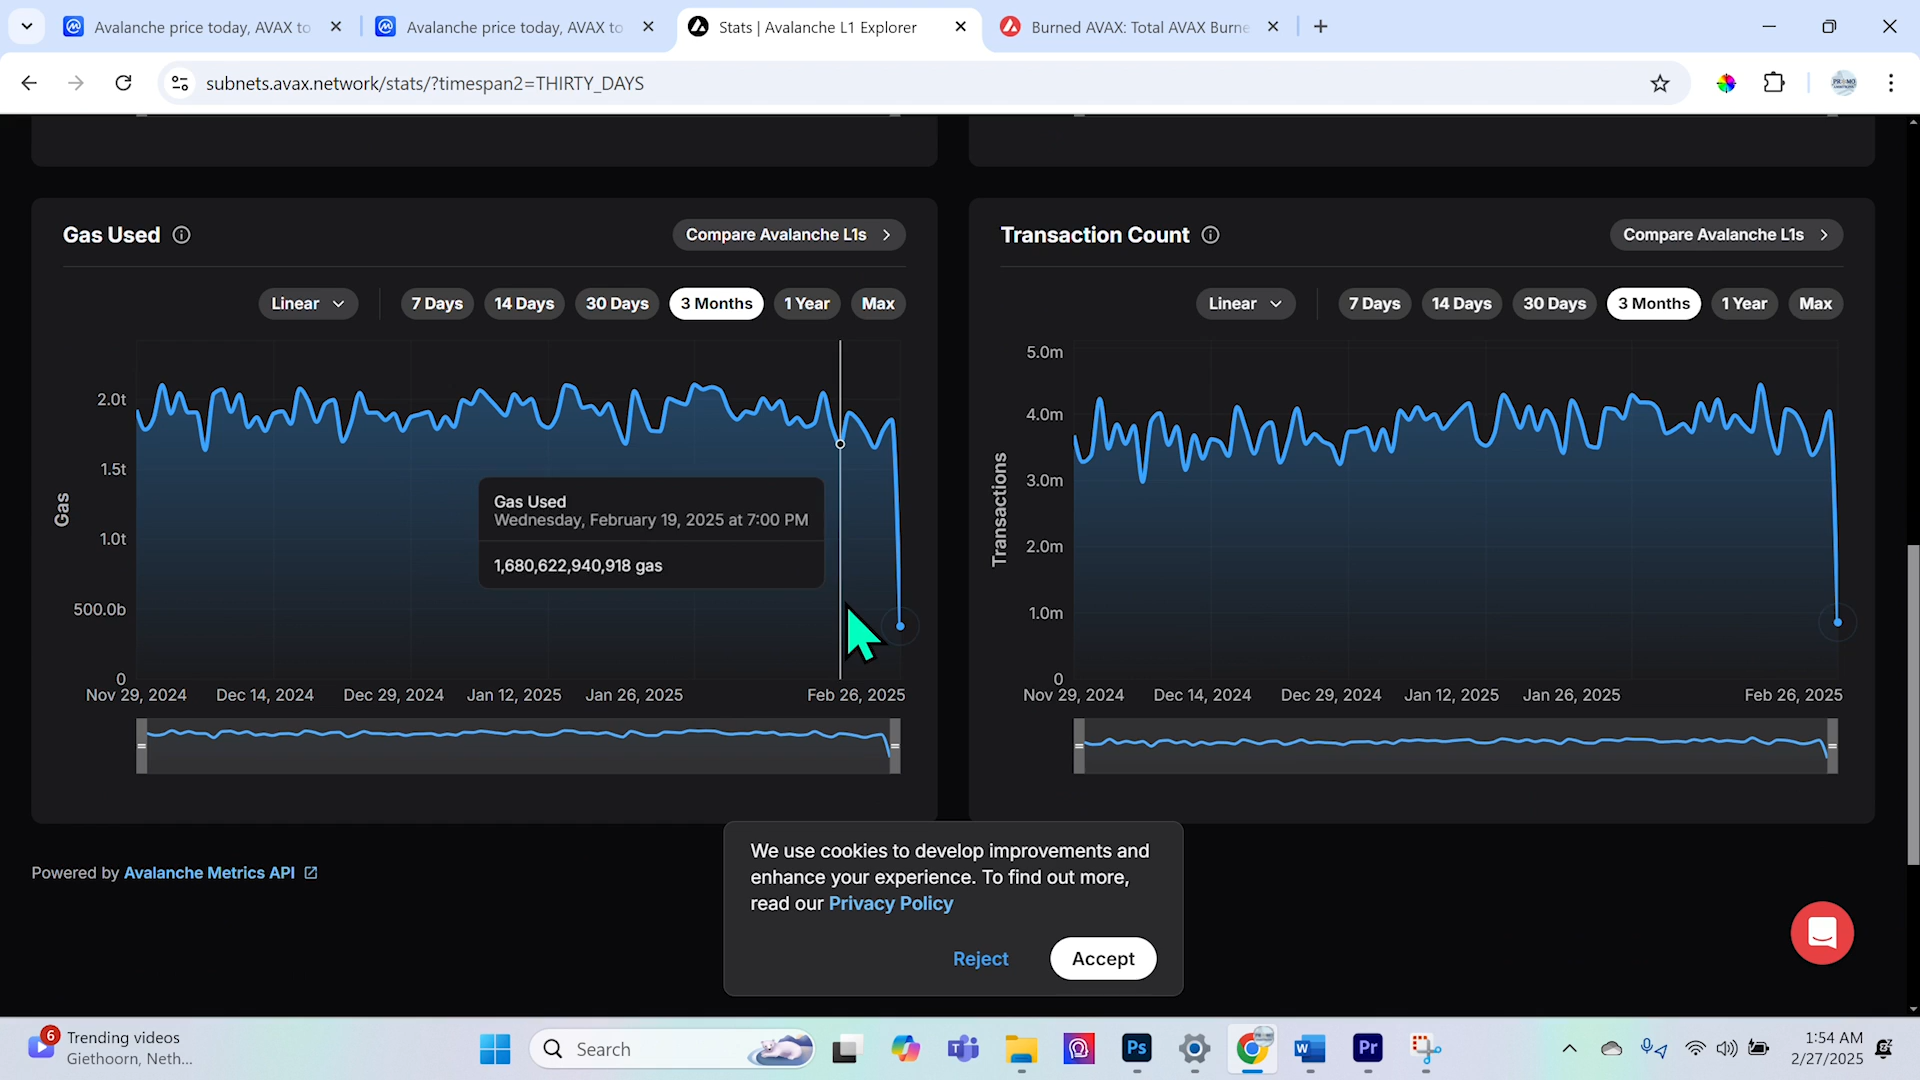 Avalanche price today, AVAX to
Avalanche price today, AVAX to
Stats | Avalanche L1 Explorer
Burned AVAX: Total AVAX Burne
subnets.avax.network/stats/?timespan2=THIRTY_DAYS
Gas Used
Compare Avalanche L1s
Linear
7 Days
14 Days
30 Days
3 Months
1 Year
Max
2.0t
1.5t
1.0t
500.0b
0
Gas
Gas Used
Wednesday, February 19, 2025 at 7:00 PM
1,680,622,940,918 gas
Nov 29, 2024
Dec 14, 2024
Dec 29, 2024
Jan 12, 2025
Jan 26, 2025
Feb 26, 2025
Transaction Count
Compare Avalanche L1s
Linear
7 Days
14 Days
30 Days
3 Months
1 Year
Max
5.0m
4.0m
3.0m
2.0m
1.0m
0
Transactions
Nov 29, 2024
Dec 14, 2024
Dec 29, 2024
Jan 12, 2025
Jan 26, 2025
Feb 26, 2025
Powered by Avalanche Metrics API
We use cookies to develop improvements and
enhance your experience. To find out more,
read our Privacy Policy
Reject
Accept
6
Trending videos
Giethoorn, Neth...
Search
Ps
W
Pr
1:54 AM
2/27/2025